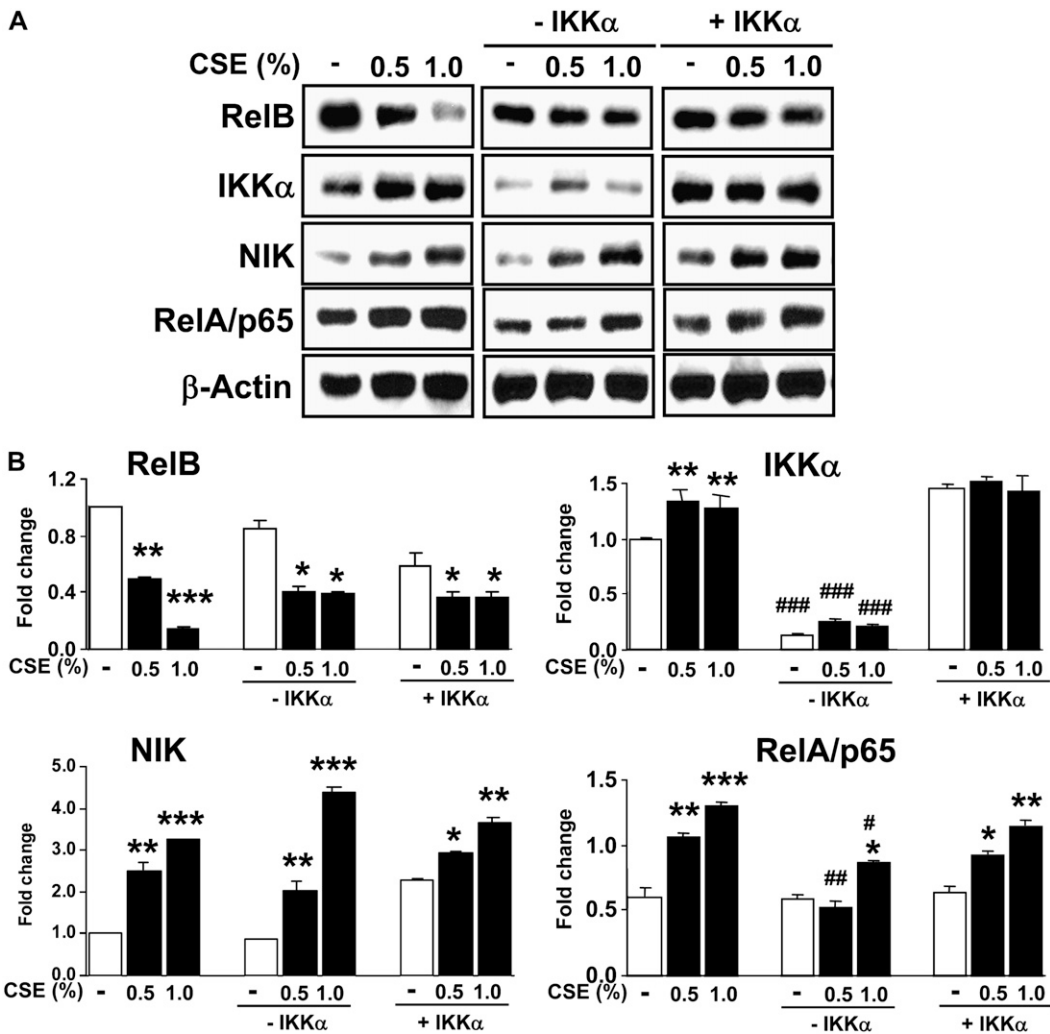 A
- IKKα + IKKα
CSE (%) - 0.5 1.0 - 0.5 1.0 - 0.5 1.0
RelB
IKKα
NIK
RelA/p65
β-Actin
B
RelB
Fold change
1.2
0.8
0.4
0.0
** *** * * * *
CSE (%) - 0.5 1.0 - 0.5 1.0 - 0.5 1.0
- IKKα + IKKα
IKKα
Fold change
1.5
1.0
0.5
0.0
** ** ### ### ###
- 0.5 1.0 - 0.5 1.0 - 0.5 1.0
- IKKα + IKKα
NIK
Fold change
5.0
4.0
3.0
2.0
1.0
0.0
** *** ** *** * **
CSE (%) - 0.5 1.0 - 0.5 1.0 - 0.5 1.0
- IKKα + IKKα
RelA/p65
Fold change
1.5
1.0
0.5
0.0
** *** ## # * * **
- 0.5 1.0 - 0.5 1.0 - 0.5 1.0
- IKKα + IKKα